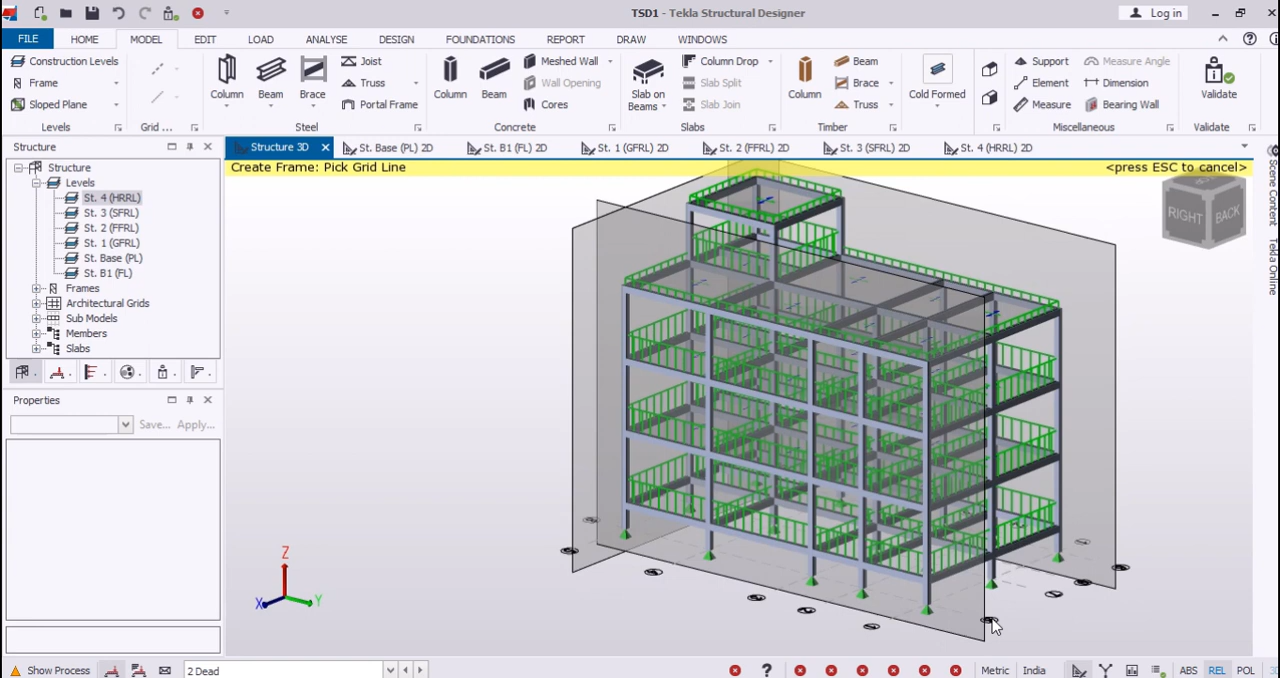 TSD1 - Tekla Structural Designer
Log in
FILE HOME MODEL EDIT LOAD ANALYSE DESIGN FOUNDATIONS REPORT DRAW WINDOWS
Construction Levels
Frame
Sloped Plane
Levels
Grid ...
Column Beam Brace
Joist
Truss
Portal Frame
Steel
Column Beam
Meshed Wall
Wall Opening
Cores
Concrete
Slab on Beams
Column Drop
Slab Split
Slab Join
Slabs
Column
Beam
Brace
Truss
Timber
Cold Formed
Support
Element
Measure
Measure Angle
Dimension
Bearing Wall
Miscellaneous
Validate
Validate
Structure
Structure 3D St. Base (PL) 2D St. B1 (FL) 2D St. 1 (GFRL) 2D St. 2 (FFRL) 2D St. 3 (SFRL) 2D St. 4 (HRRL) 2D
Create Frame: Pick Grid Line <press ESC to cancel>
Structure
Levels
St. 4 (HRRL)
St. 3 (SFRL)
St. 2 (FFRL)
St. 1 (GFRL)
St. Base (PL)
St. B1 (FL)
Frames
Architectural Grids
Sub Models
Members
Slabs
Properties
Save... Apply...
RIGHT BACK
Scene Content
Tekla Online
Z
X
Y
Show Process
2 Dead
Metric India
ABS REL POL